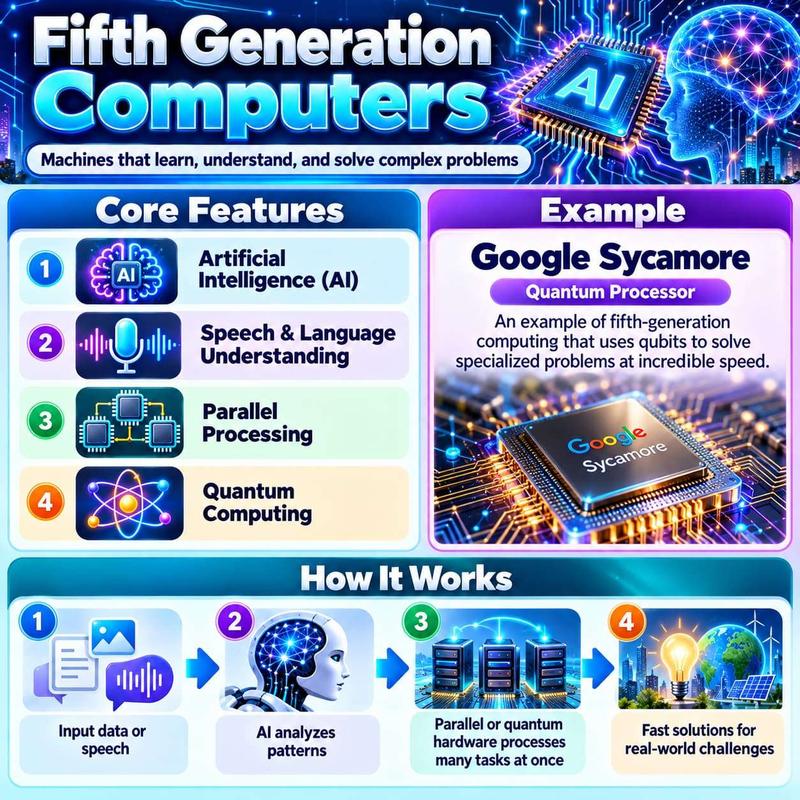 Fifth Generation
Computers
Machines that learn, understand, and solve complex problems
AI
Core Features
1
AI
Artificial
Intelligence (AI)
2
Speech & Language
Understanding
3
Parallel
Processing
4
Quantum
Computing
Example
Google Sycamore
Quantum Processor
An example of fifth-generation
computing that uses qubits to solve
specialized problems at incredible speed.
Google
Sycamore
How It Works
1
Input data or
speech
2
AI analyzes
patterns
3
Parallel or quantum
hardware processes
many tasks at once
4
Fast solutions for
real-world challenges